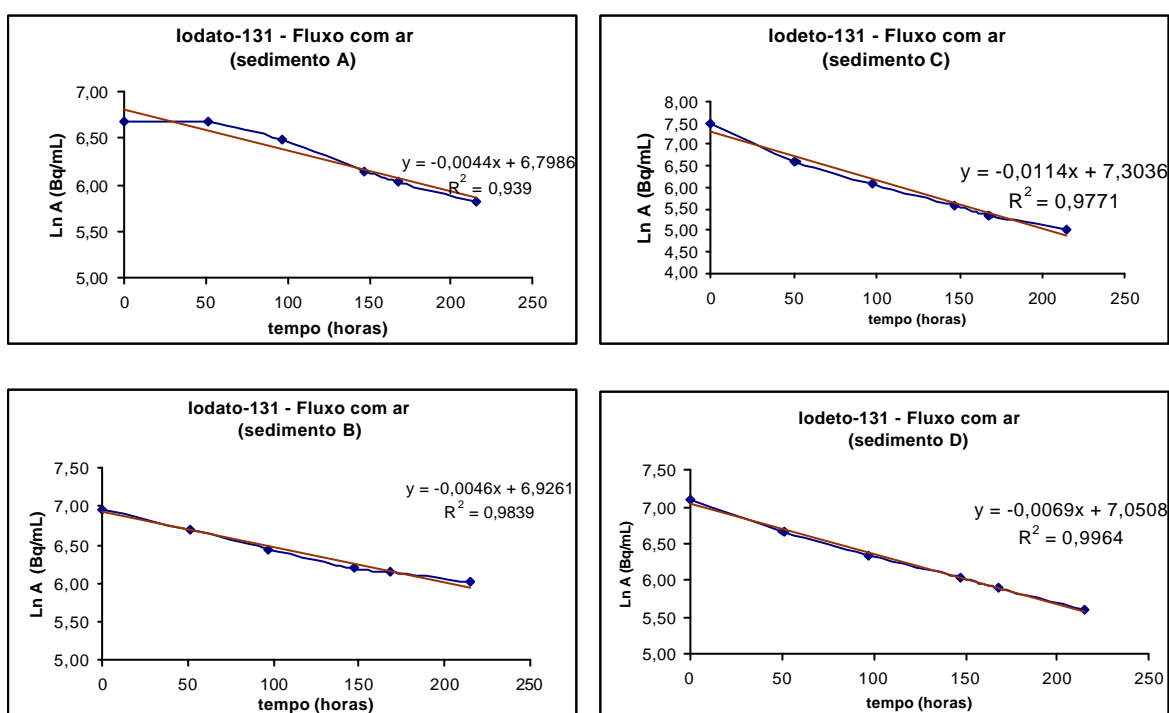 Iodato-131 - Fluxo com ar
(sedimento A)
Ln A (Bq/mL)
7,00
6,50
6,00
5,50
5,00
y = -0,0044x + 6,7986
R² = 0,939
0 50 100 150 200 250
tempo (horas)
Iodeto-131 - Fluxo com ar
(sedimento C)
Ln A (Bq/mL)
8,00
7,50
7,00
6,50
6,00
5,50
5,00
4,50
4,00
y = -0,0114x + 7,3036
R² = 0,9771
0 50 100 150 200 250
tempo (horas)
Iodato-131 - Fluxo com ar
(sedimento B)
Ln A (Bq/mL)
7,50
7,00
6,50
6,00
5,50
5,00
y = -0,0046x + 6,9261
R² = 0,9839
0 50 100 150 200 250
tempo (horas)
Iodeto-131 - Fluxo com ar
(sedimento D)
Ln A (Bq/mL)
7,50
7,00
6,50
6,00
5,50
5,00
y = -0,0069x + 7,0508
R² = 0,9964
0 50 100 150 200 250
tempo (horas)